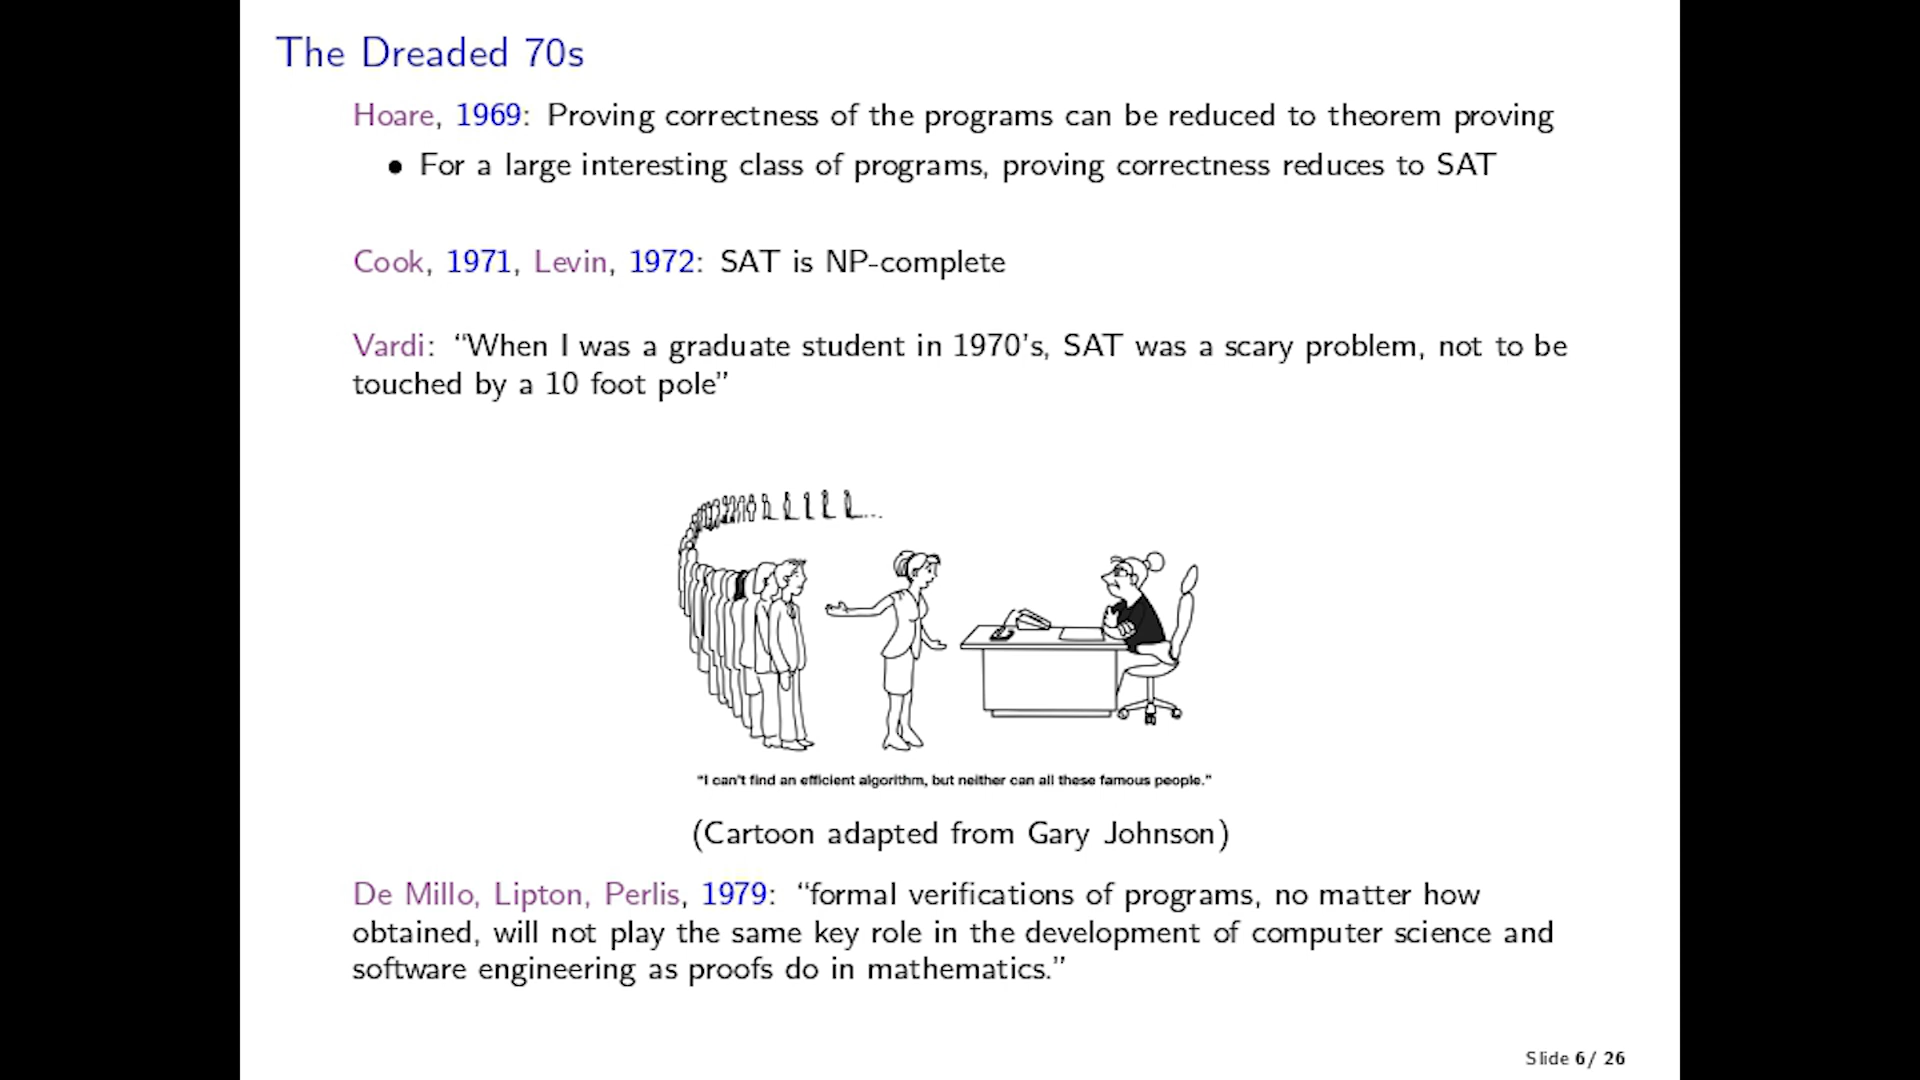 The Dreaded 70s
Hoare, 1969: Proving correctness of the programs can be reduced to theorem proving
• For a large interesting class of programs, proving correctness reduces to SAT
Cook, 1971, Levin, 1972: SAT is NP-complete
Vardi: “When I was a graduate student in 1970’s, SAT was a scary problem, not to be
touched by a 10 foot pole”
"I can't find an efficient algorithm, but neither can all these famous people."
(Cartoon adapted from Gary Johnson)
De Millo, Lipton, Perlis, 1979: “formal verifications of programs, no matter how
obtained, will not play the same key role in the development of computer science and
software engineering as proofs do in mathematics.”
Slide 6/ 26